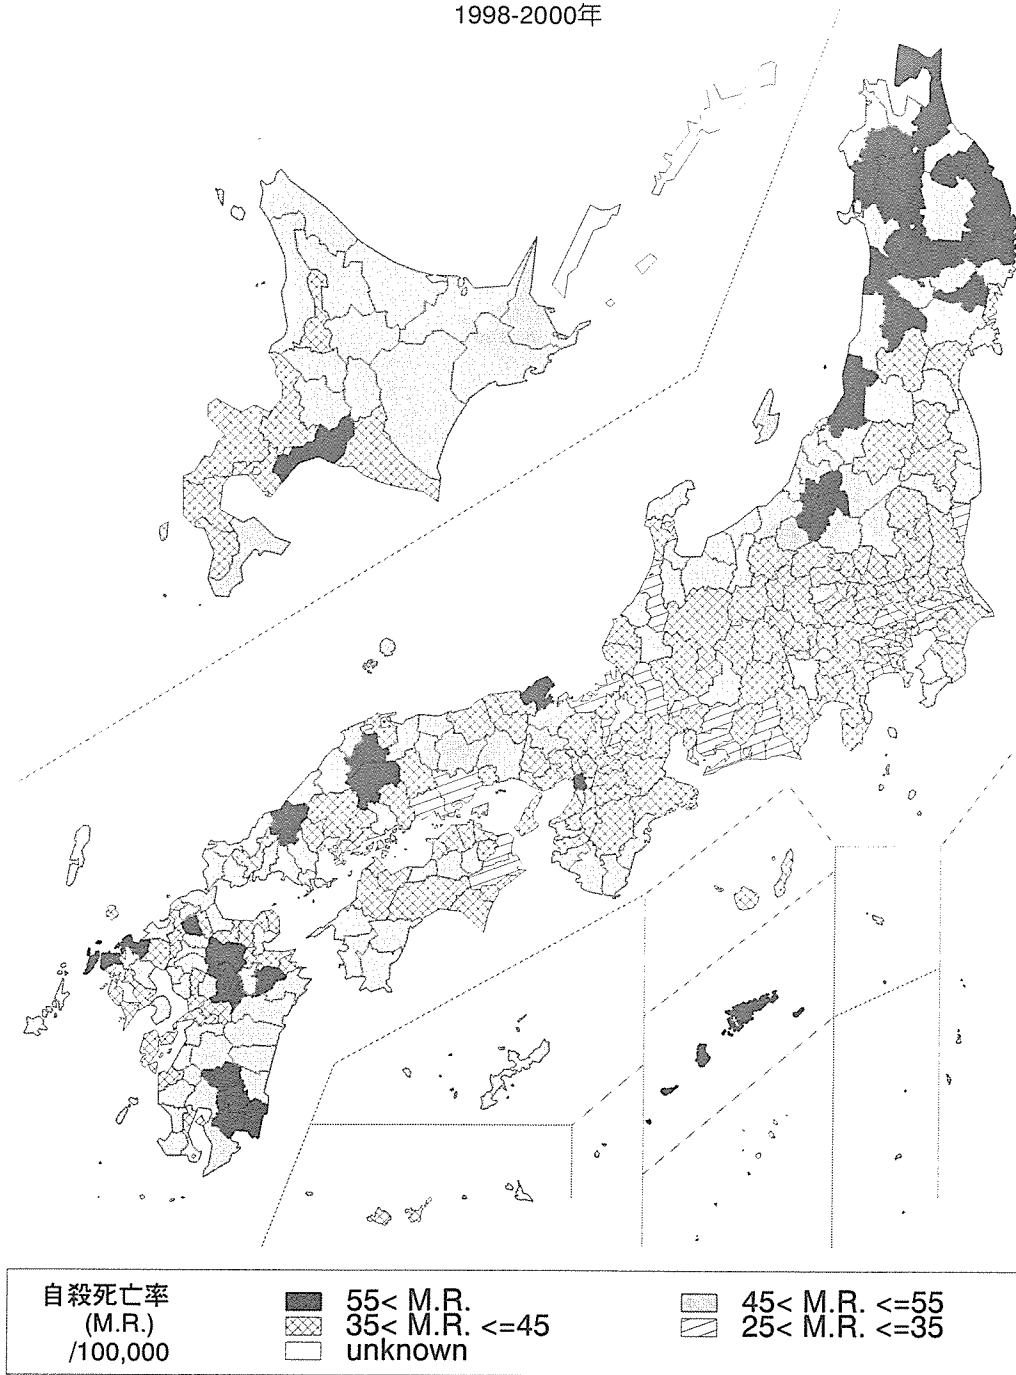 1998-2000年
自殺死亡率
(M.R.)
/100,000
55< M.R.
35< M.R. <=45
unknown
45< M.R. <=55
25< M.R. <=35